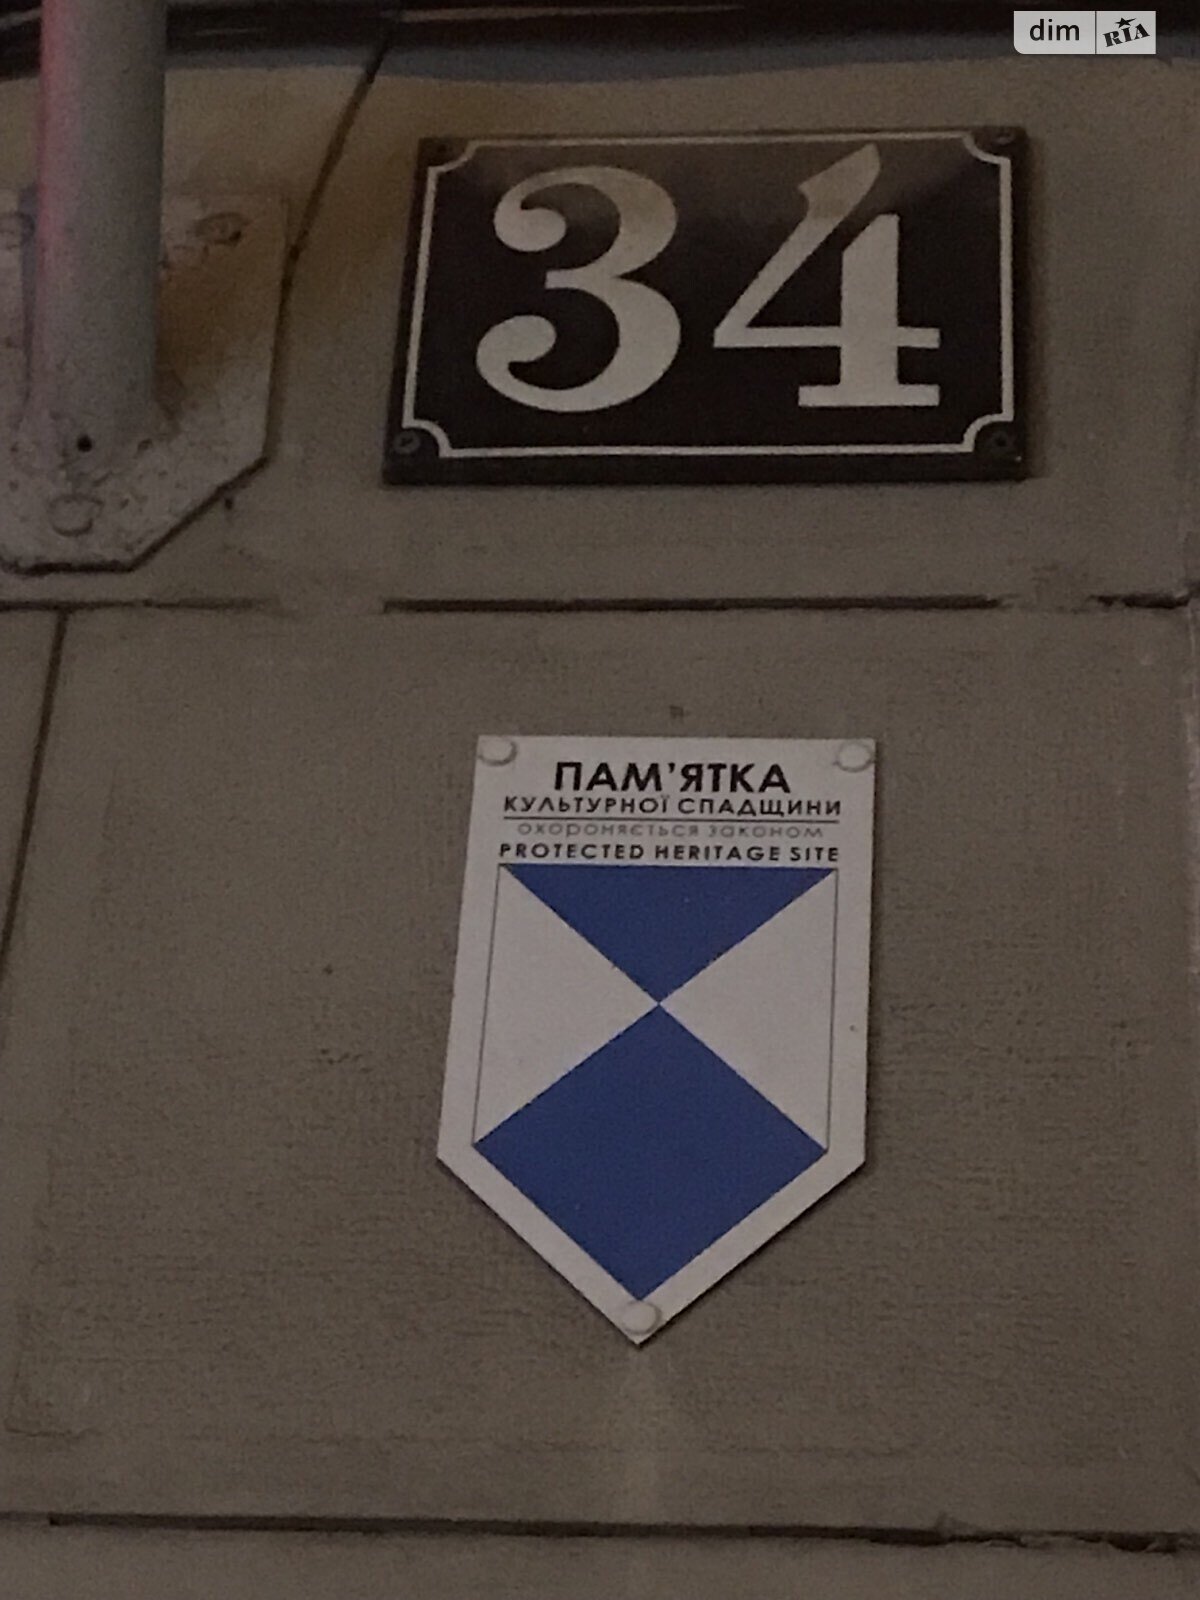 dim RIA
34
ПАМ'ЯТКА
КУЛЬТУРНОЇ СПАДЩИНИ
охороняється законом
PROTECTED HERITAGE SITE